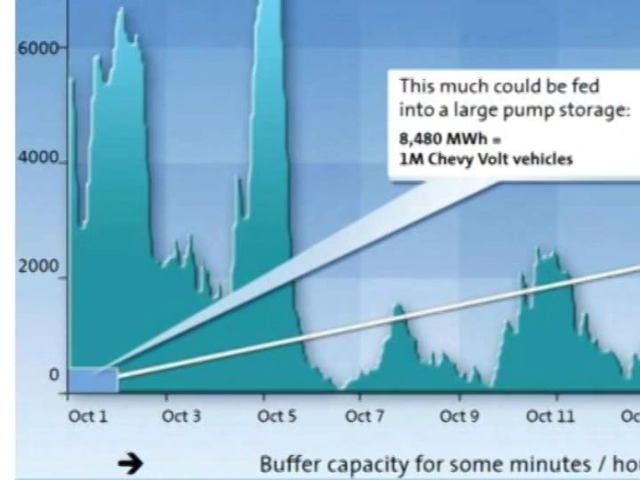 6000
This much could be fed
into a large pump storage:
8,480 MWh =
1M Chevy Volt vehicles
4000
2000
0
Oct 1 Oct 3 Oct 5 Oct 7 Oct 9 Oct 11
Buffer capacity for some minutes /